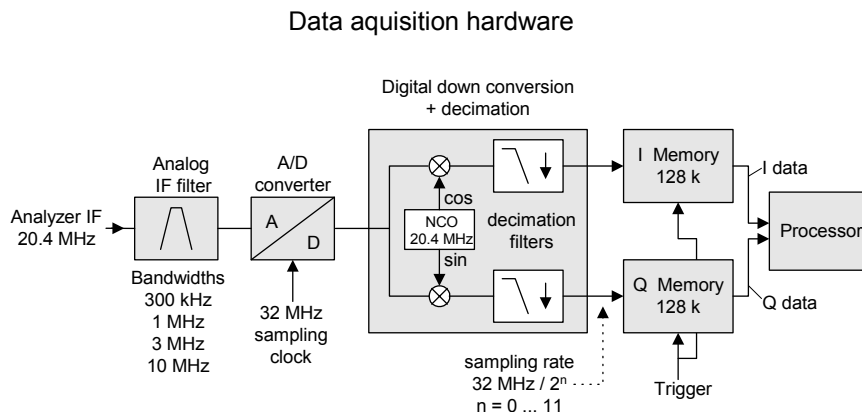 Data aquisition hardware
Digital down conversion
+ decimation
Analog
IF filter
A/D
converter
Analyzer IF
20.4 MHz
A
D
cos
NCO
20.4 MHz
sin
decimation
filters
I Memory
128 k
I data
Processor
Q Memory
128 k
Q data
Bandwidths
300 kHz
1 MHz
3 MHz
10 MHz
32 MHz
sampling
clock
sampling rate
32 MHz / 2ⁿ
n = 0 ... 11
Trigger